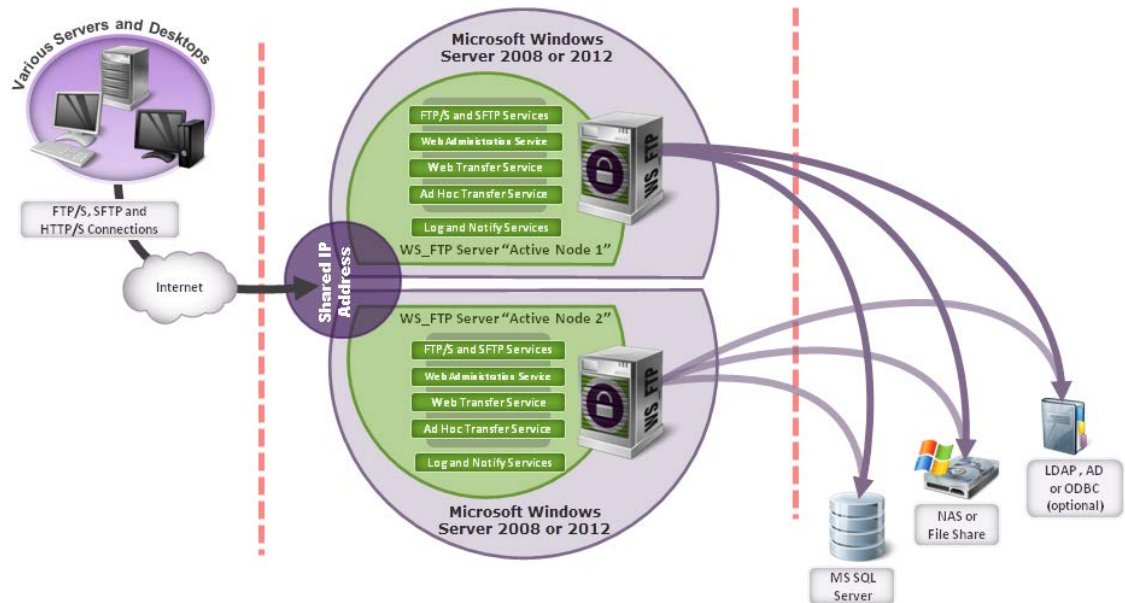 Various Servers and Desktops
FTP/S, SFTP and
HTTP/S Connections
Internet
Shared IP
Address
Microsoft Windows
Server 2008 or 2012
FTP/S and SFTP Services
Web Administration Service
Web Transfer Service
Ad Hoc Transfer Service
Log and Notify Services
WS_FTP Server “Active Node 1”
WS_FTP
WS_FTP Server “Active Node 2”
FTP/S and SFTP Services
Web Administration Service
Web Transfer Service
Ad Hoc Transfer Service
Log and Notify Services
WS_FTP
Microsoft Windows
Server 2008 or 2012
MS SQL
Server
NAS or
File Share
LDAP , AD
or ODBC
(optional)